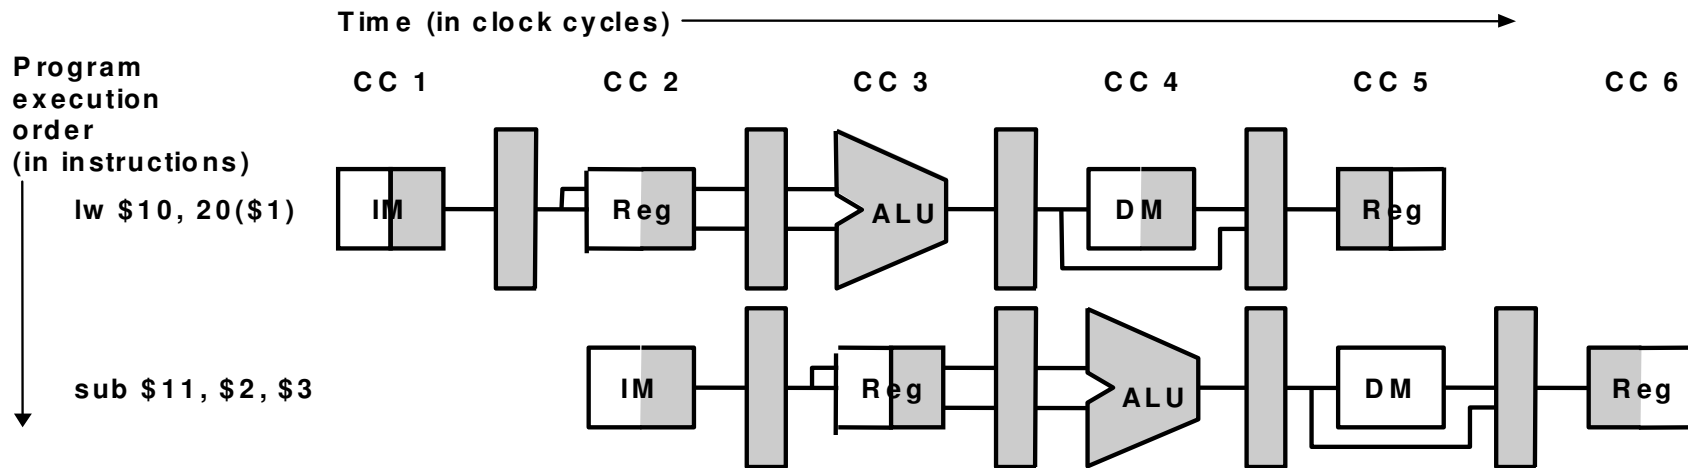 Time (in clock cycles)
Program
execution
order
(in instructions)
CC 1 CC 2 CC 3 CC 4 CC 5 CC 6
lw $10, 20($1)
IM Reg ALU DM Reg
sub $11, $2, $3
IM Reg ALU DM Reg